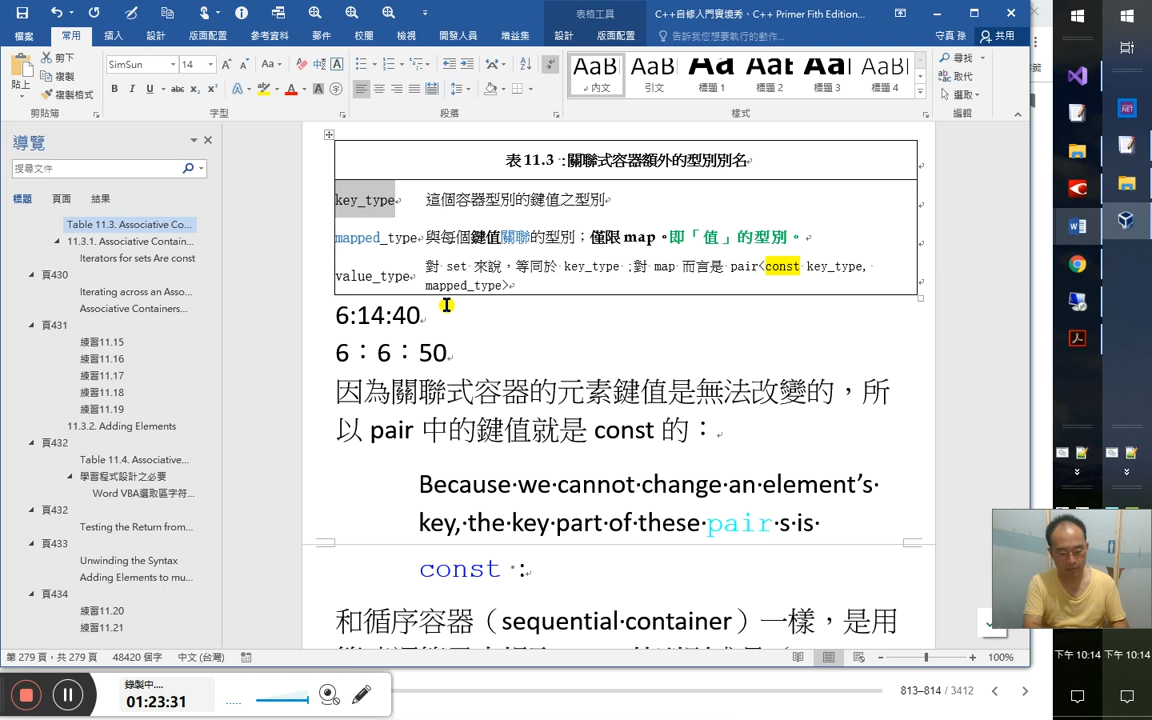 C++自修入門實境秀、C++ Primer Fith Edition...
表格工具
檔案
常用
插入
設計
版面配置
參考資料
郵件
校閱
檢視
開發人員
增益集
設計
版面配置
告訴我您想要執行的動作...
守真 孫
共用
貼上
剪下
複製
複製格式
SimSun
14
AaB
內文
AaB
引文
Aa
標題 1
AaB
標題 2
AaB
標題 3
AaBb
標題 4
尋找
取代
選取
剪貼簿
字型
段落
樣式
編輯
導覽
搜尋文件
標題
頁面
結果
Table 11.3. Associative Co...
11.3.1. Associative Contain...
Iterators for sets Are const
頁430
Iterating across an Asso...
Associative Containers...
頁431
練習11.15
練習11.16
練習11.17
練習11.18
練習11.19
11.3.2. Adding Elements
頁432
Table 11.4. Associative...
學習程式設計之必要
Word VBA選取區字符...
頁432
Testing the Return from...
頁433
Unwinding the Syntax
Adding Elements to mu...
頁434
練習11.20
練習11.21
表 11.3 :關聯式容器額外的型別別名
key_type 這個容器型別的鍵值之型別
mapped_type 與每個鍵值關聯的型別；僅限 map。即「值」的型別。
value_type 對 set 來說，等同於 key_type ;對 map 而言是 pair<const key_type,
mapped_type>
6:14:40
6：6：50
因為關聯式容器的元素鍵值是無法改變的，所
以 pair 中的鍵值就是 const 的：
Because we cannot change an element's
key, the key part of these pair s is
const :
和循序容器（sequential container）一樣，是用
第 279 頁，共 279 頁
48420 個字
中文 (台灣)
100%
錄製中....
01:23:31
813–814 / 3412
下午 10:14
下午 10:14